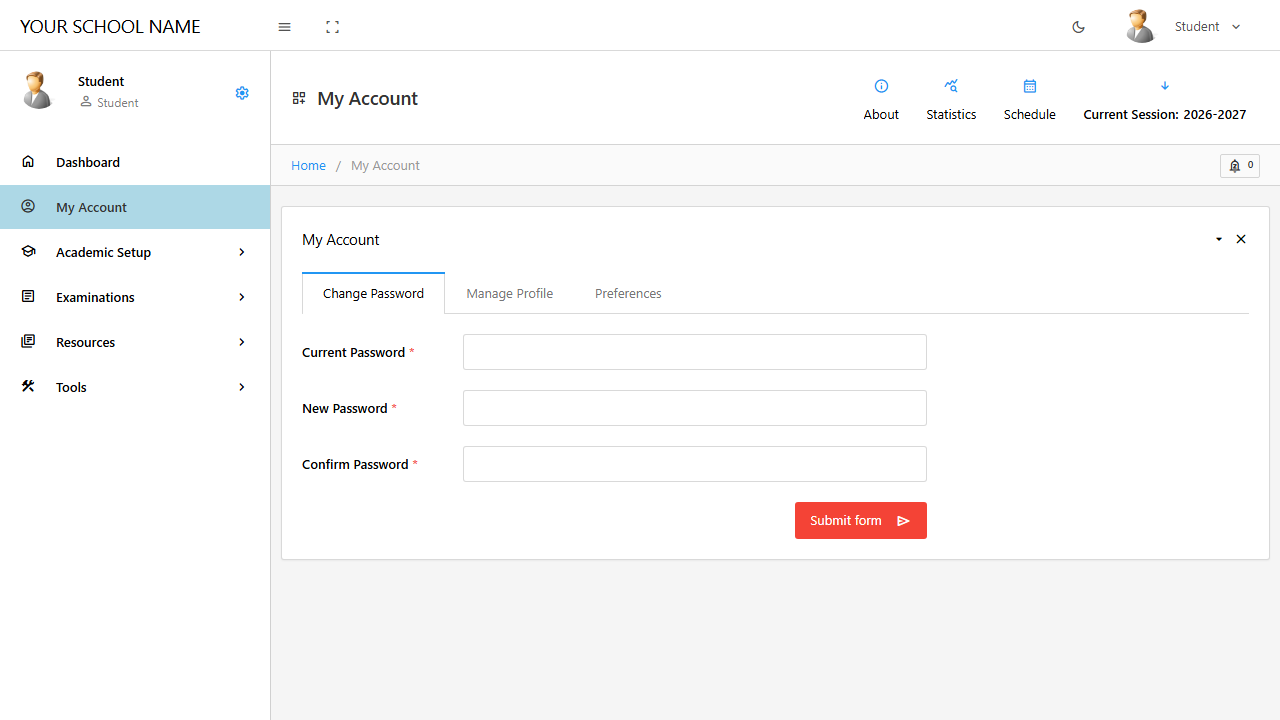 YOUR SCHOOL NAME
Student
Student
Student
My Account
About
Statistics
Schedule
Current Session: 2026-2027
Home / My Account
0
Dashboard
My Account
Academic Setup
Examinations
Resources
Tools
My Account
Change Password
Manage Profile
Preferences
Current Password *
New Password *
Confirm Password *
Submit form